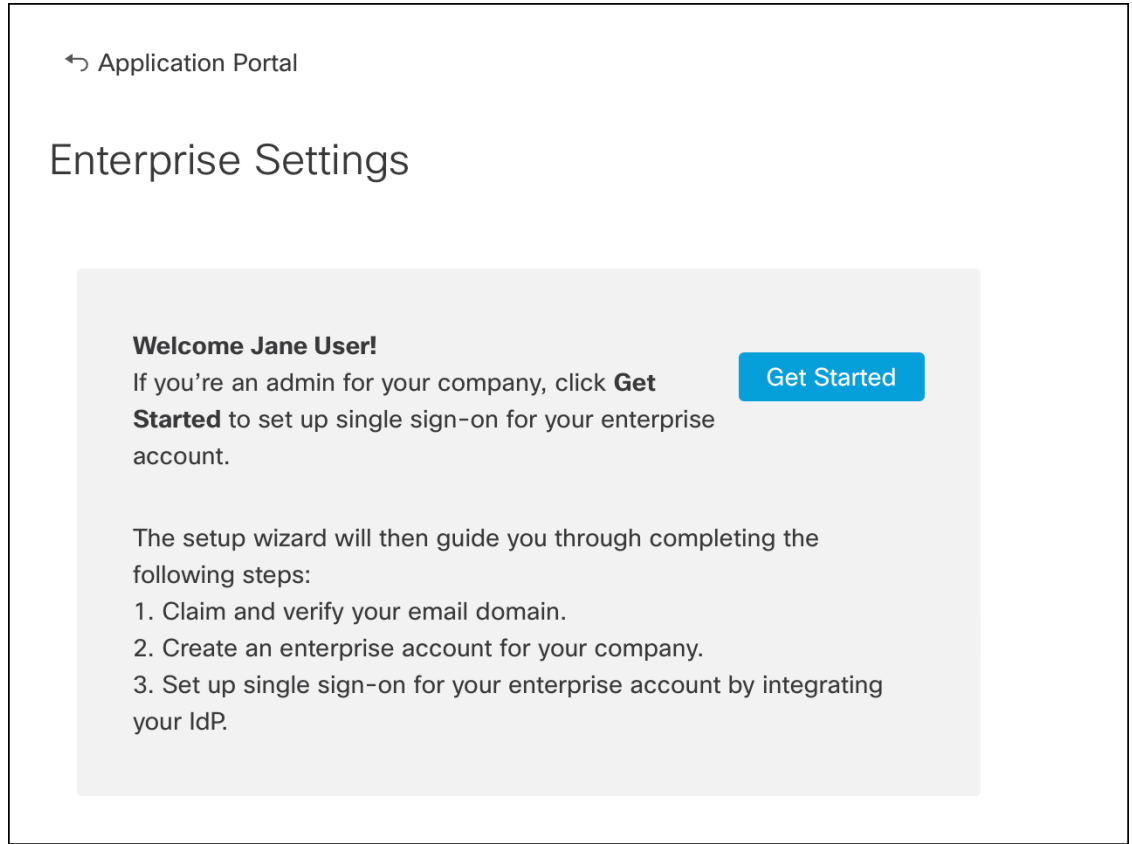 Application Portal
Enterprise Settings
Welcome Jane User!
If you’re an admin for your company, click Get
Started to set up single sign-on for your enterprise
account.
Get Started
The setup wizard will then guide you through completing the
following steps:
1. Claim and verify your email domain.
2. Create an enterprise account for your company.
3. Set up single sign-on for your enterprise account by integrating
your IdP.